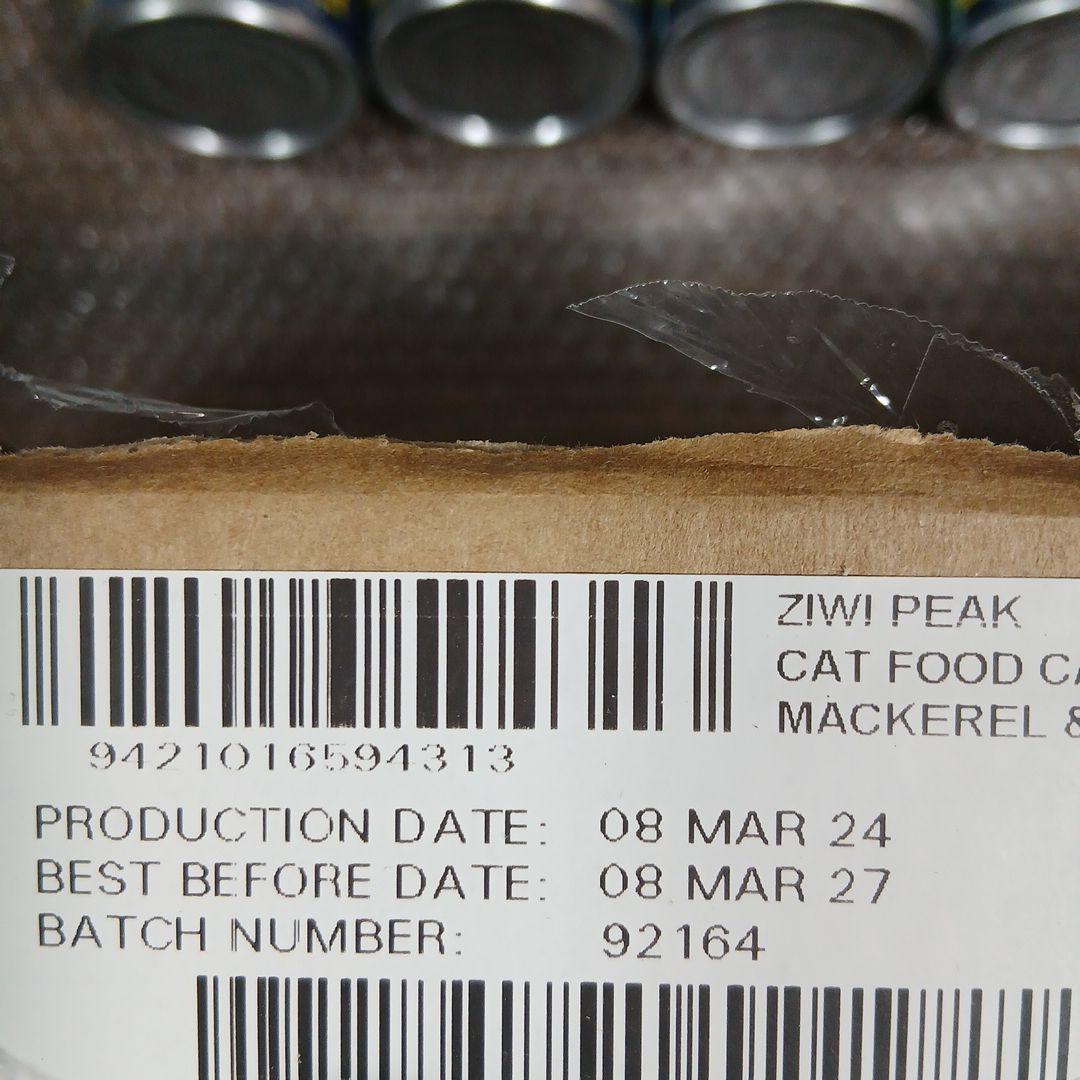 ZIWI PEAK
CAT FOOD
MACKEREL &
9421016594313
PRODUCTION DATE: 08 MAR 24
BEST BEFORE DATE: 08 MAR 27
BATCH NUMBER: 92164